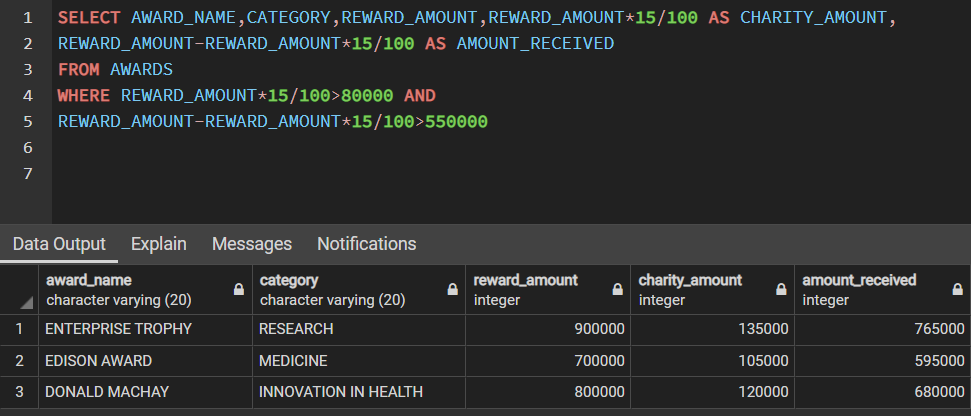 1 SELECT AWARD_NAME,CATEGORY,REWARD_AMOUNT,REWARD_AMOUNT*15/100 AS CHARITY_AMOUNT,
2 REWARD_AMOUNT-REWARD_AMOUNT*15/100 AS AMOUNT_RECEIVED
3 FROM AWARDS
4 WHERE REWARD_AMOUNT*15/100>80000 AND
5 REWARD_AMOUNT-REWARD_AMOUNT*15/100>550000
6
7
Data Output Explain Messages Notifications
award_name category reward_amount charity_amount amount_received
character varying (20) character varying (20) integer integer integer
1 ENTERPRISE TROPHY RESEARCH 900000 135000 765000
2 EDISON AWARD MEDICINE 700000 105000 595000
3 DONALD MACHAY INNOVATION IN HEALTH 800000 120000 680000